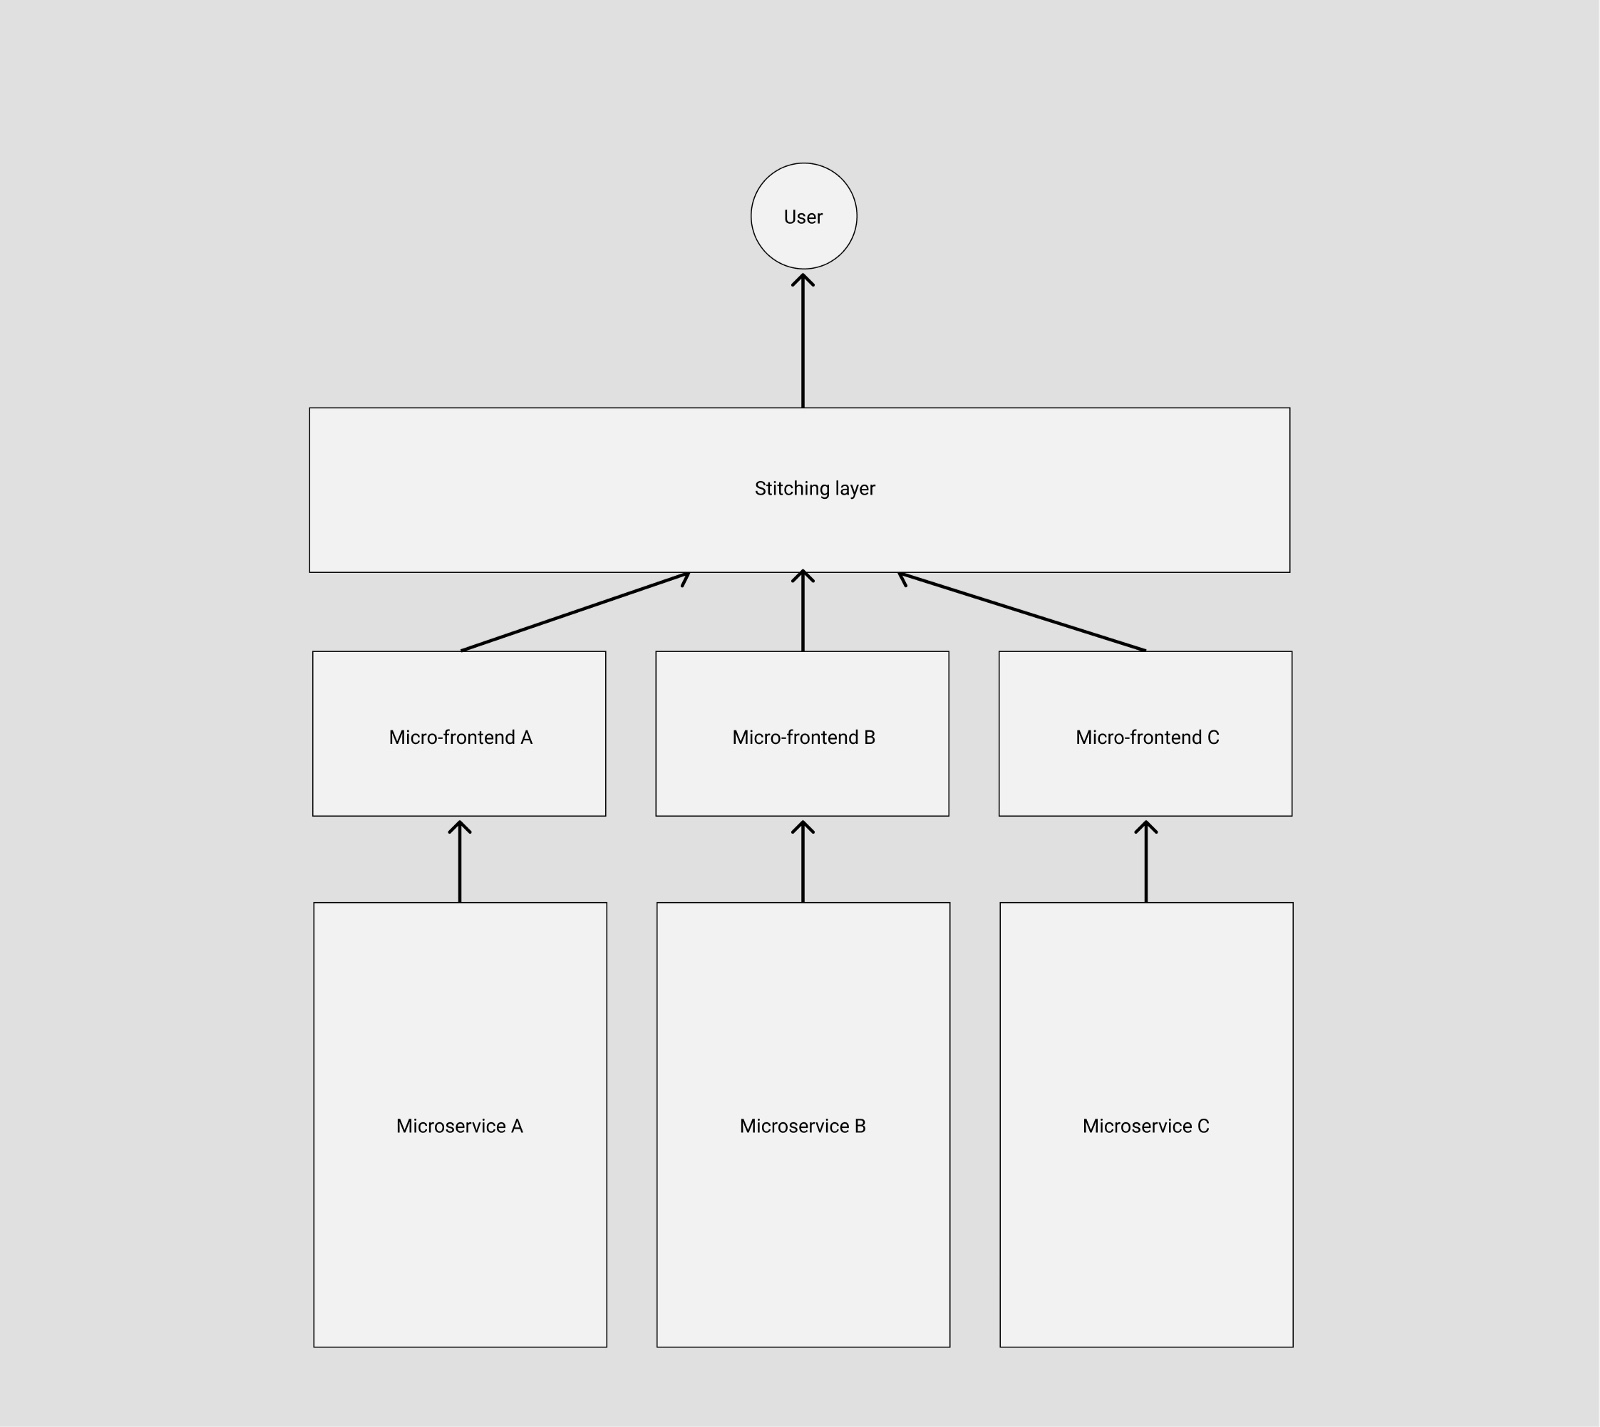 User
Stitching layer
Micro-frontend A
Micro-frontend B
Micro-frontend C
Microservice A
Microservice B
Microservice C